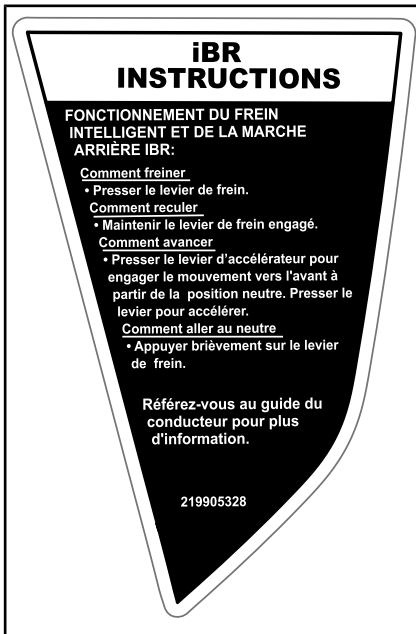 iBR
INSTRUCTIONS
FONCTIONNEMENT DU FREIN
INTELLIGENT ET DE LA MARCHE
ARRIÈRE IBR:
Comment freiner
• Presser le levier de frein.
Comment reculer
• Maintenir le levier de frein engagé.
Comment avancer
• Presser le levier d'accélérateur pour
engager le mouvement vers l'avant à
partir de la position neutre. Presser le
levier pour accélérer.
Comment aller au neutre
• Appuyer brièvement sur le levier
de frein.
Référez-vous au guide du
conducteur pour plus
d'information.
219905328